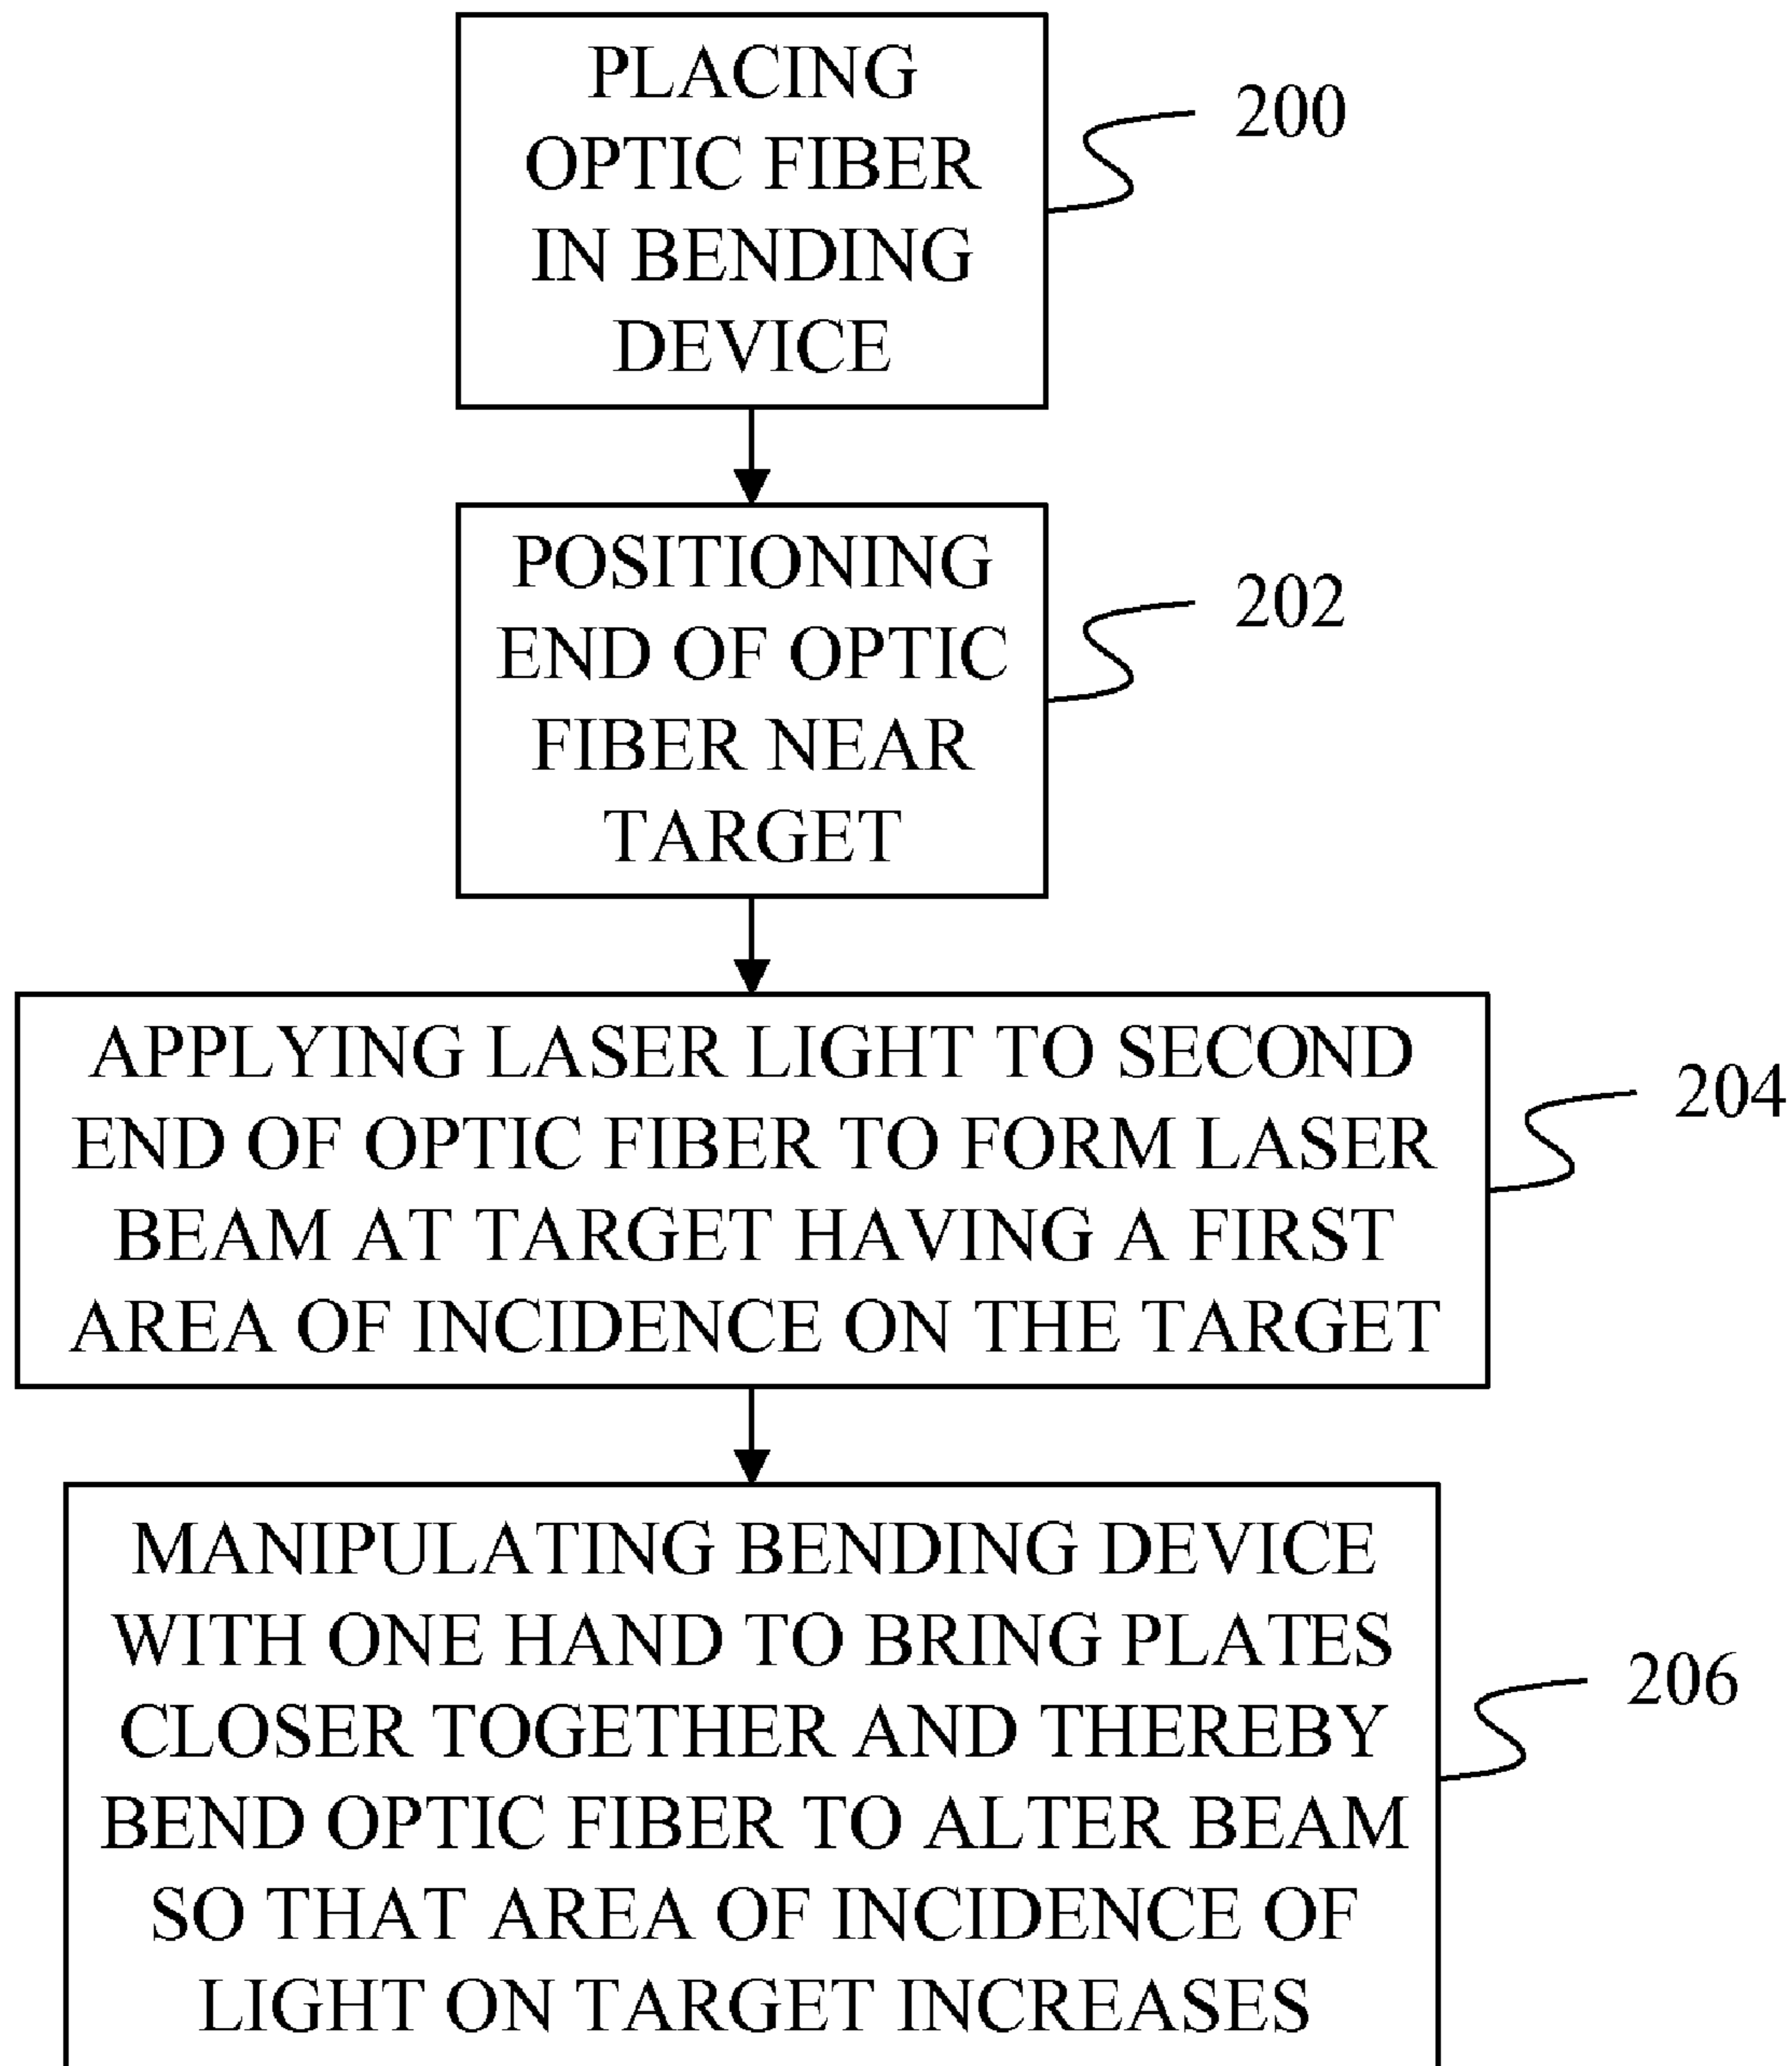 PLACING
OPTIC FIBER
IN BENDING
DEVICE
200
POSITIONING
END OF OPTIC
FIBER NEAR
TARGET
202
APPLYING LASER LIGHT TO SECOND
END OF OPTIC FIBER TO FORM LASER
BEAM AT TARGET HAVING A FIRST
AREA OF INCIDENCE ON THE TARGET
204
MANIPULATING BENDING DEVICE
WITH ONE HAND TO BRING PLATES
CLOSER TOGETHER AND THEREBY
BEND OPTIC FIBER TO ALTER BEAM
SO THAT AREA OF INCIDENCE OF
LIGHT ON TARGET INCREASES
206